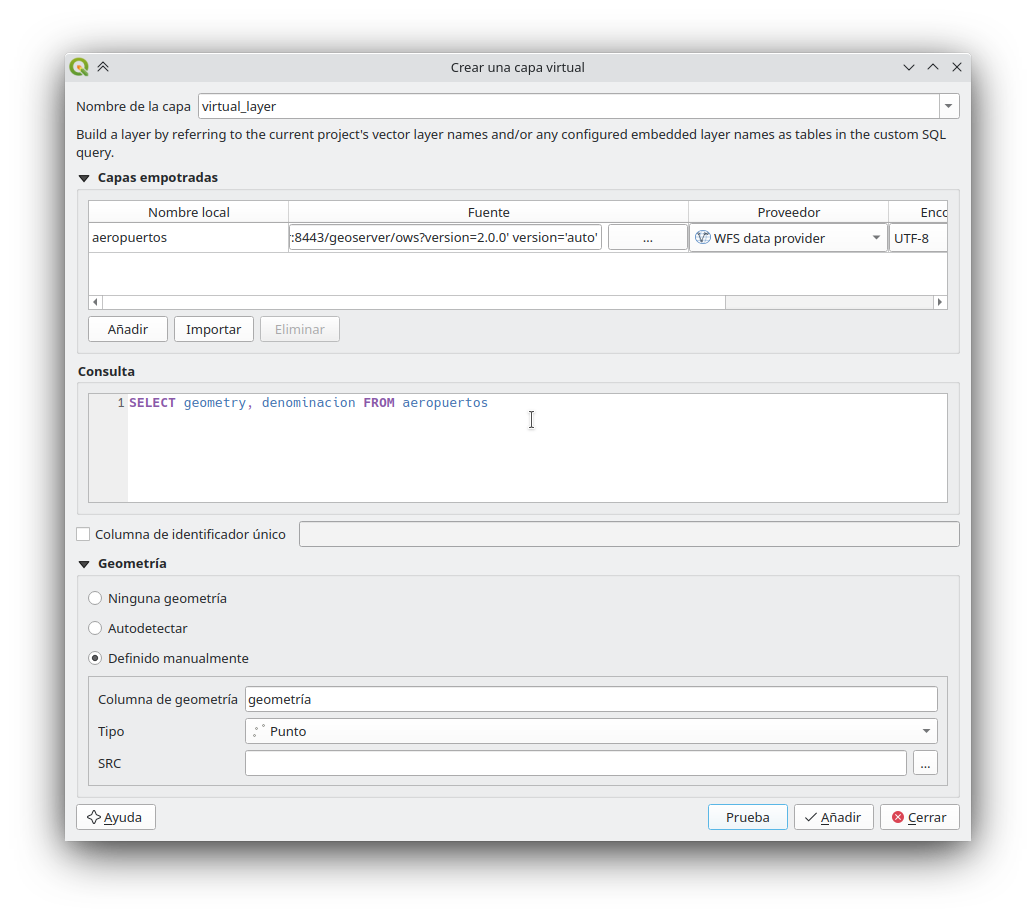 Crear una capa virtual
Nombre de la capa virtual_layer
Build a layer by referring to the current project's vector layer names and/or any configured embedded layer names as tables in the custom SQL
query.
Capas empotradas
Nombre local Fuente Proveedor Enco
aeropuertos :8443/geoserver/ows?version=2.0.0' version='auto' ... WFS data provider UTF-8
Añadir Importar Eliminar
Consulta
1 SELECT geometry, denominacion FROM aeropuertos
Columna de identificador único
Geometría
Ninguna geometría
Autodetectar
Definido manualmente
Columna de geometría geometría
Tipo Punto
SRC ...
Ayuda Prueba Añadir Cerrar